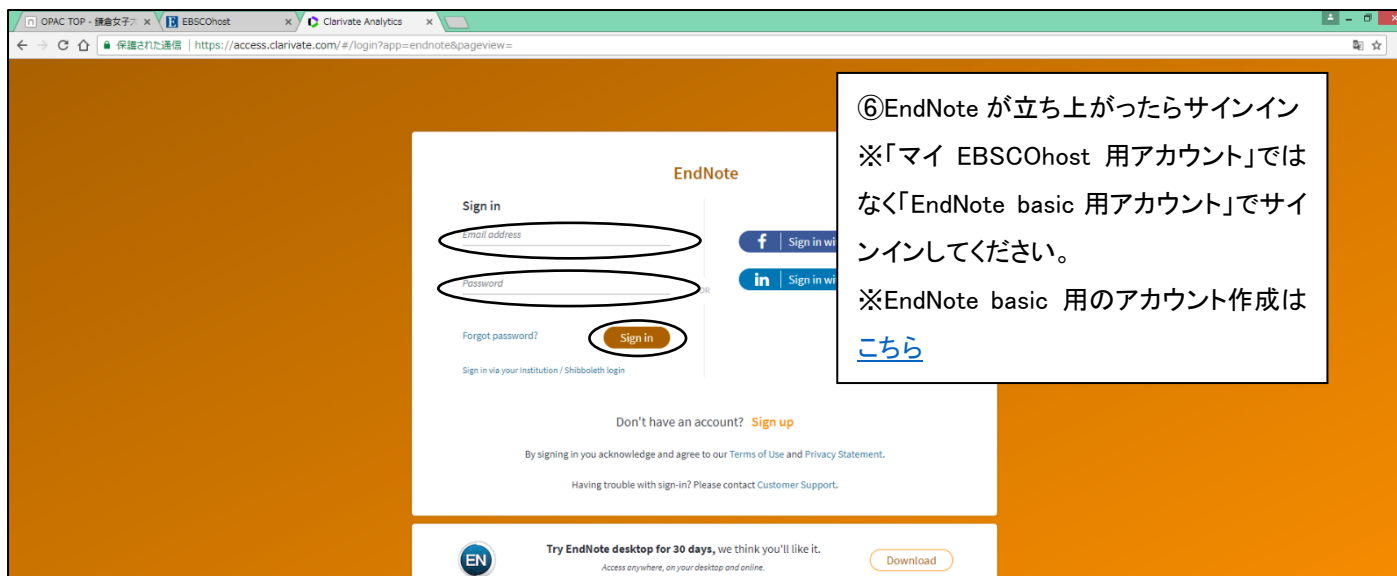 OPAC TOP - 鎌倉女子大
EBSCOhost
Clarivate Analytics
保護された通信 | https://access.clarivate.com/#/login?app=endnote&pageview=
⑥EndNote が立ち上がったらサインイン
※「マイ EBSCOhost 用アカウント」では
なく「EndNote basic 用アカウント」でサイ
ンインしてください。
※EndNote basic 用のアカウント作成は
こちら
EndNote
Sign in
Email address
Password
OR
f Sign in wi
in Sign in wi
Forgot password?
Sign in
Sign in via your institution / Shibboleth login
Don't have an account? Sign up
By signing in you acknowledge and agree to our Terms of Use and Privacy Statement.
Having trouble with sign-in? Please contact Customer Support.
EN
Try EndNote desktop for 30 days, we think you'll like it.
Access anywhere, on your desktop and online.
Download